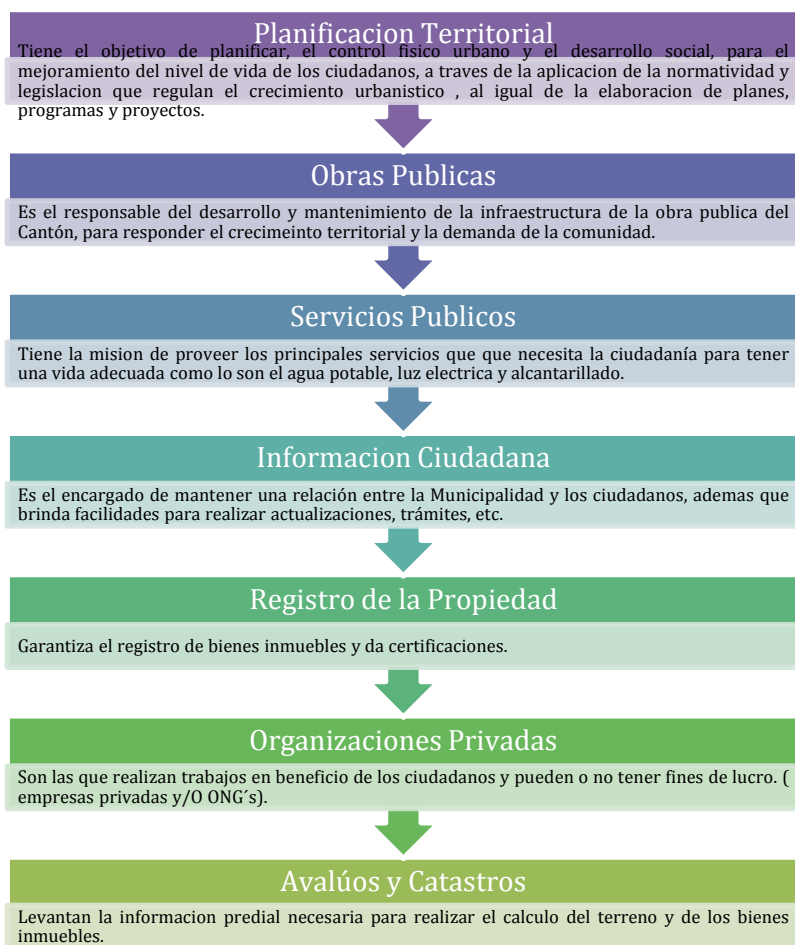 Planificacion Territorial
Tiene el objetivo de planificar, el control fisico urbano y el desarrollo social, para el
mejoramiento del nivel de vida de los ciudadanos, a traves de la aplicacion de la normatividad y
legislacion que regulan el crecimiento urbanistico , al igual de la elaboracion de planes,
programas y proyectos.
Obras Publicas
Es el responsable del desarrollo y mantenimiento de la infraestructura de la obra publica del
Cantón, para responder el crecimeinto territorial y la demanda de la comunidad.
Servicios Publicos
Tiene la mision de proveer los principales servicios que que necesita la ciudadanía para tener
una vida adecuada como lo son el agua potable, luz electrica y alcantarillado.
Informacion Ciudadana
Es el encargado de mantener una relación entre la Municipalidad y los ciudadanos, ademas que
brinda facilidades para realizar actualizaciones, trámites, etc.
Registro de la Propiedad
Garantiza el registro de bienes inmuebles y da certificaciones.
Organizaciones Privadas
Son las que realizan trabajos en beneficio de los ciudadanos y pueden o no tener fines de lucro. (
empresas privadas y/O ONG´s).
Avalúos y Catastros
Levantan la informacion predial necesaria para realizar el calculo del terreno y de los bienes
inmuebles.